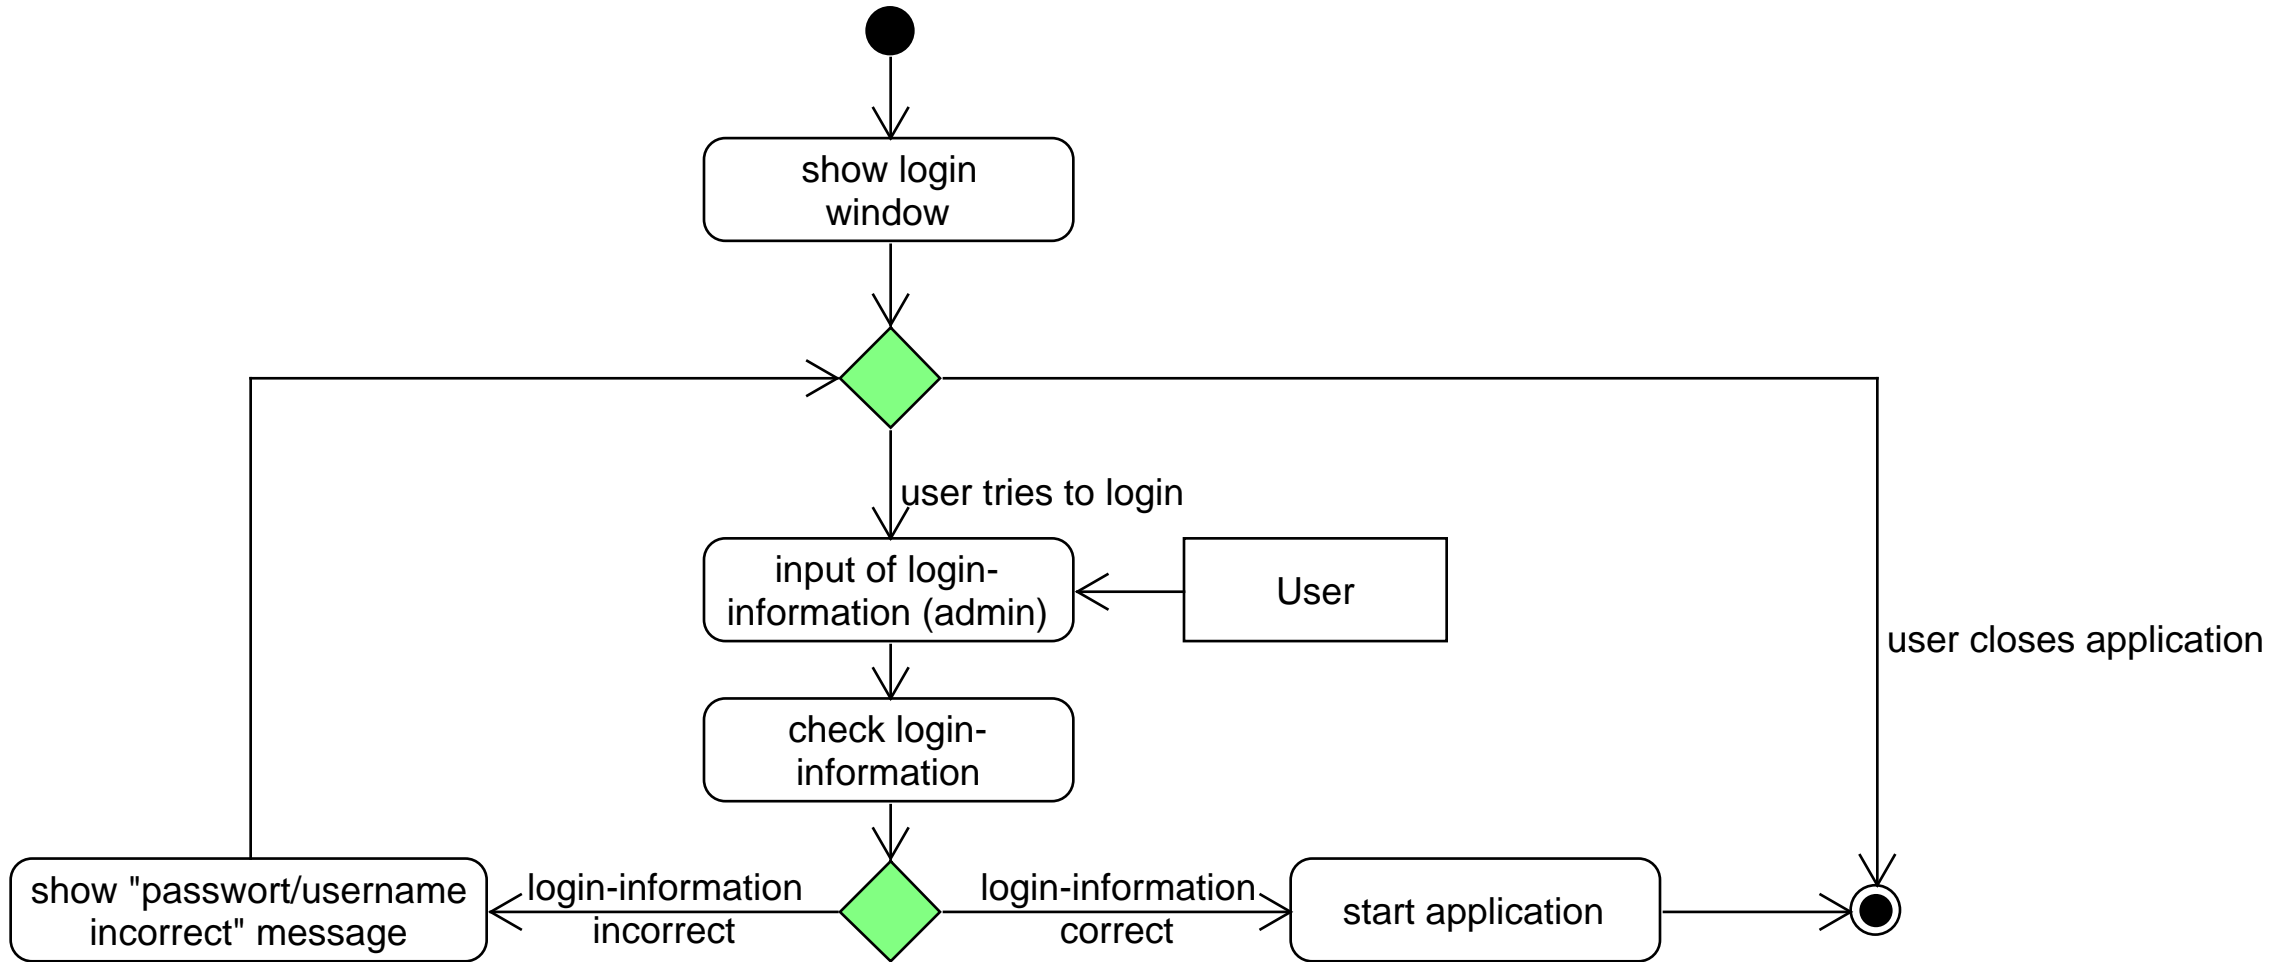 show login
window
user tries to login
input of login-
information (admin)
User
user closes application
check login-
information
show "passwort/username
incorrect" message
login-information
incorrect
login-information
correct
start application